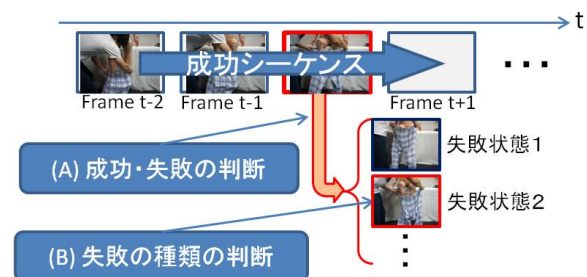 t
成功シーケンス
Frame t-2
Frame t-1
Frame t+1
・・・
(A) 成功・失敗の判断
失敗状態1
失敗状態2
(B) 失敗の種類の判断